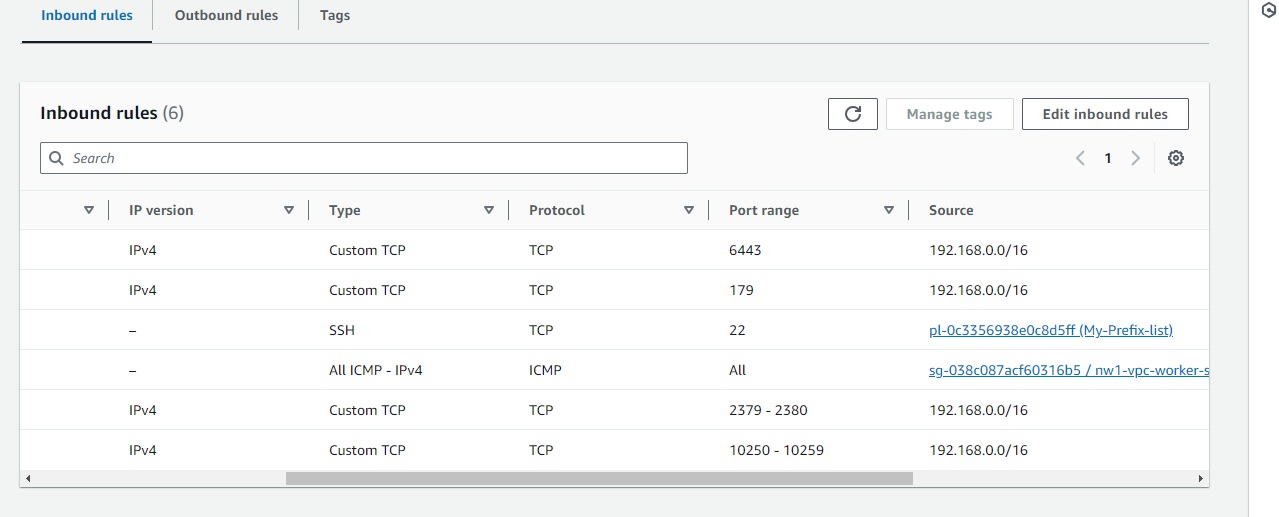 Inbound rules Outbound rules Tags
Inbound rules (6) Manage tags Edit inbound rules
Search 1
IP version Type Protocol Port range Source
IPv4 Custom TCP TCP 6443 192.168.0.0/16
IPv4 Custom TCP TCP 179 192.168.0.0/16
– SSH TCP 22 pl-0c3356938e0c8d5ff (My-Prefix-list)
– All ICMP - IPv4 ICMP All sg-038c087acf60316b5 / nw1-vpc-worker-s
IPv4 Custom TCP TCP 2379 - 2380 192.168.0.0/16
IPv4 Custom TCP TCP 10250 - 10259 192.168.0.0/16